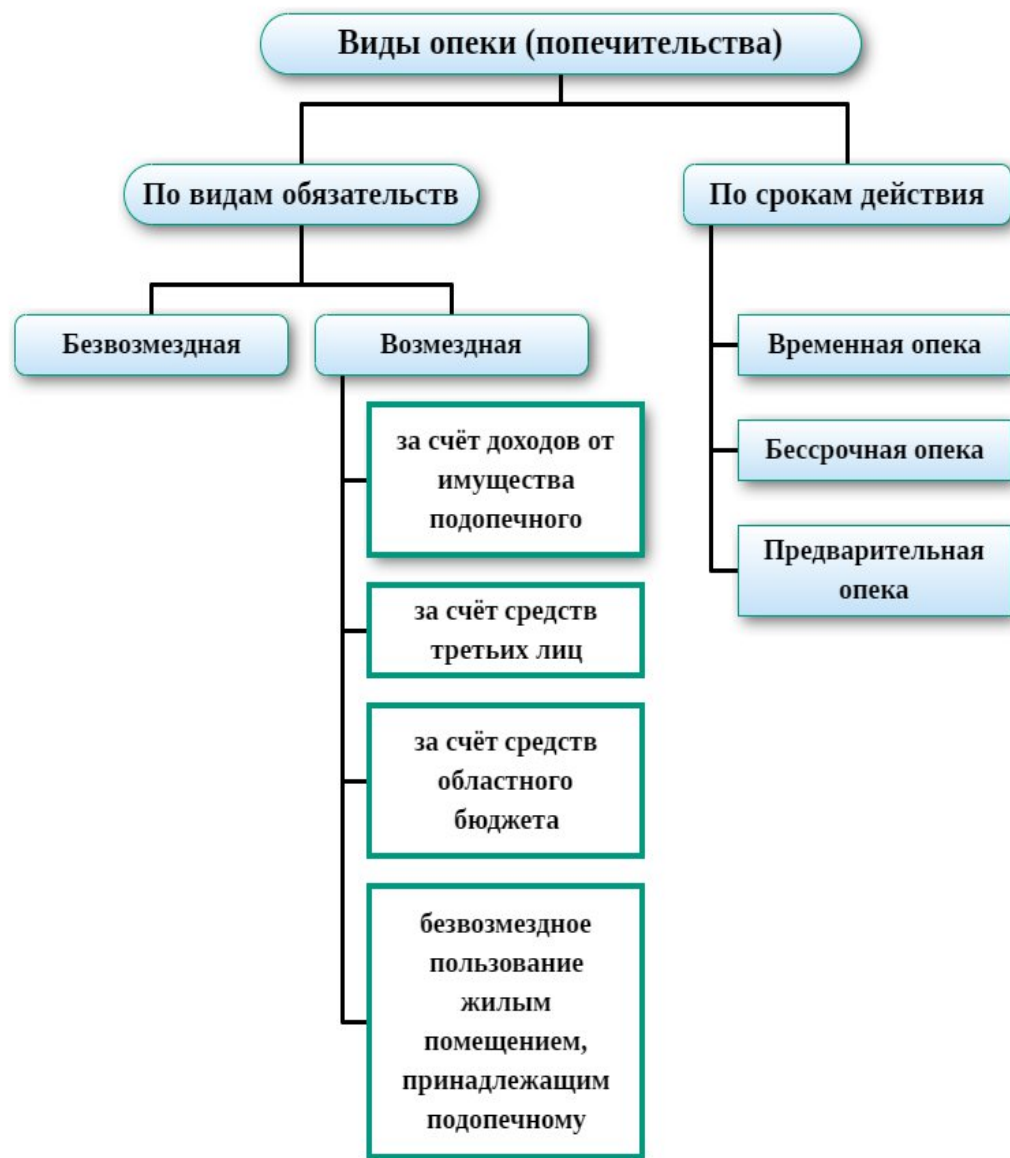 Виды опеки (попечительства)
По видам обязательств
По срокам действия
Безвозмездная
Возмездная
за счёт доходов от
имущества
подопечного
за счёт средств
третьих лиц
за счёт средств
областного
бюджета
безвозмездное
пользование
жилым
помещением,
принадлежащим
подопечному
Временная опека
Бессрочная опека
Предварительная
опека